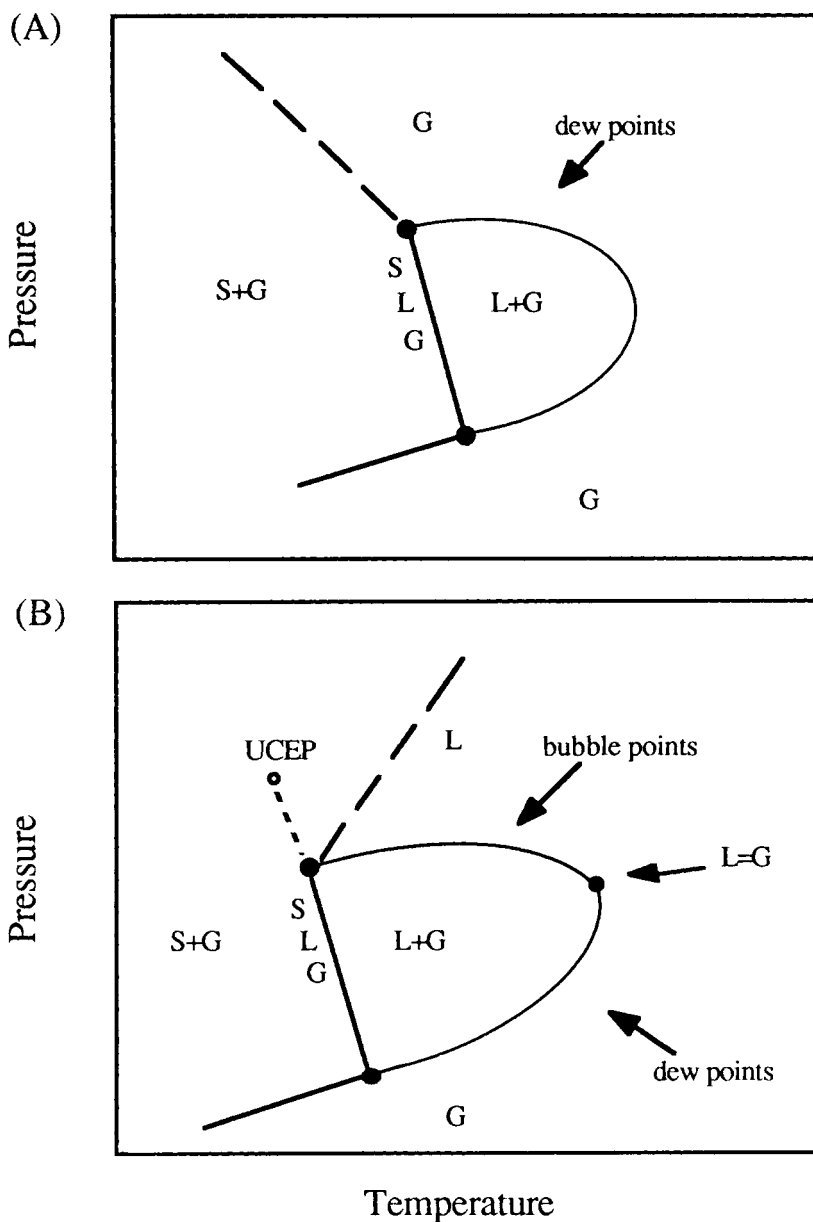 (A)
G
dew points
S
S+G
L
L+G
G
G
Pressure
(B)
L
UCEP
bubble points
L=G
S
S+G
L
L+G
G
dew points
G
Pressure
Temperature